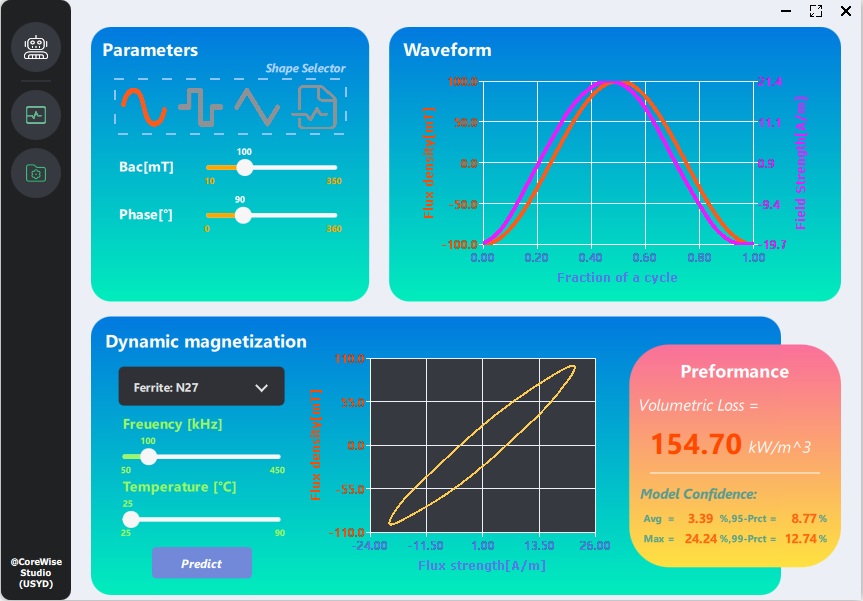 Parameters
Shape Selector
Bac[mT]
100
10
350
Phase[°]
90
0
360
Waveform
Flux density[mT]
100.0
50.0
0.0
-50.0
-100.0
21.4
11.1
0.9
-9.4
-19.7
Field Strength[A/m]
0.00 0.20 0.40 0.60 0.80 1.00
Fraction of a cycle
Dynamic magnetization
Ferrite: N27
Freuency [kHz]
100
50
450
Temperature [°C]
25
25
90
Predict
Flux density[mT]
110.0
55.0
0.0
-55.0
-110.0
-24.00 -11.50 1.00 13.50 26.00
Flux strength[A/m]
Preformance
Volumetric Loss =
154.70 kW/m^3
Model Confidence:
Avg = 3.39 %,95-Prct = 8.77 %
Max = 24.24 %,99-Prct = 12.74 %
@CoreWise
Studio
(USYD)